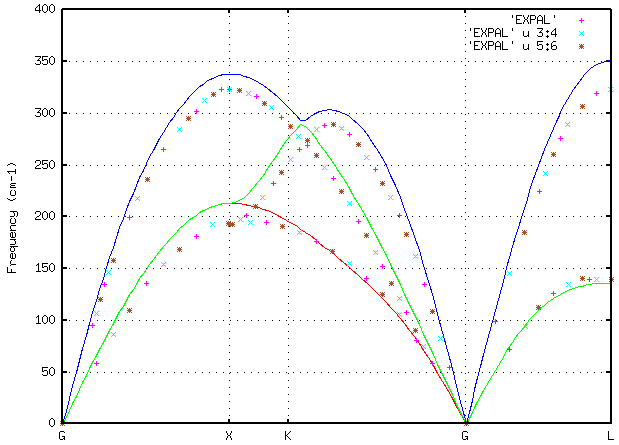 'EXPAL'
'EXPAL' u 3:4
'EXPAL' u 5:6
400
350
300
250
200
150
100
50
0
Frequency (cm-1)
G X K G L